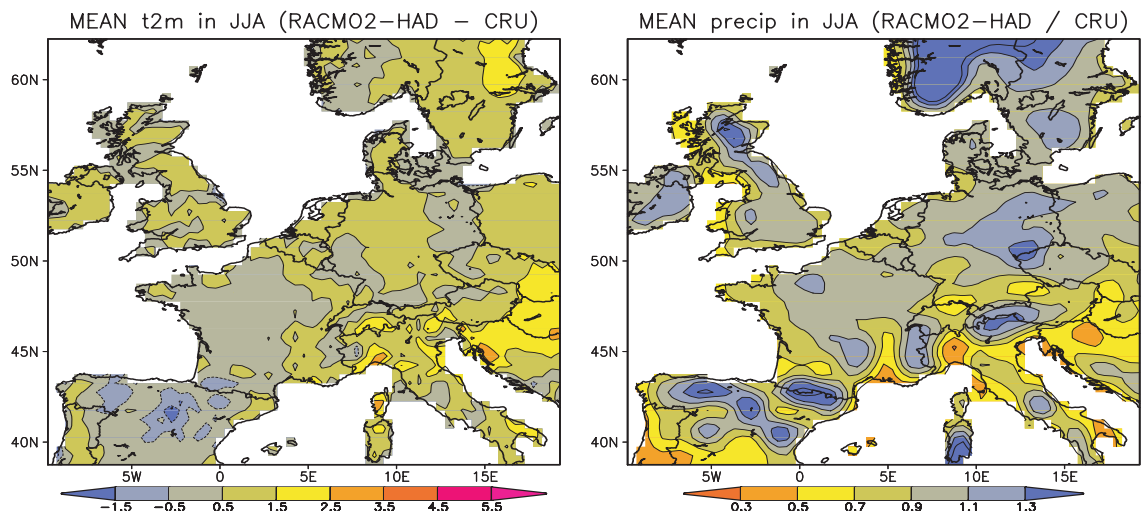 MEAN t2m in JJA (RACMO2-HAD - CRU)
60N
55N
50N
45N
40N
5W 0 5E 10E 15E
-1.5 -0.5 0.5 1.5 2.5 3.5 4.5 5.5
MEAN precip in JJA (RACMO2-HAD / CRU)
60N
55N
50N
45N
40N
5W 0 5E 10E 15E
0.3 0.5 0.7 0.9 1.1 1.3